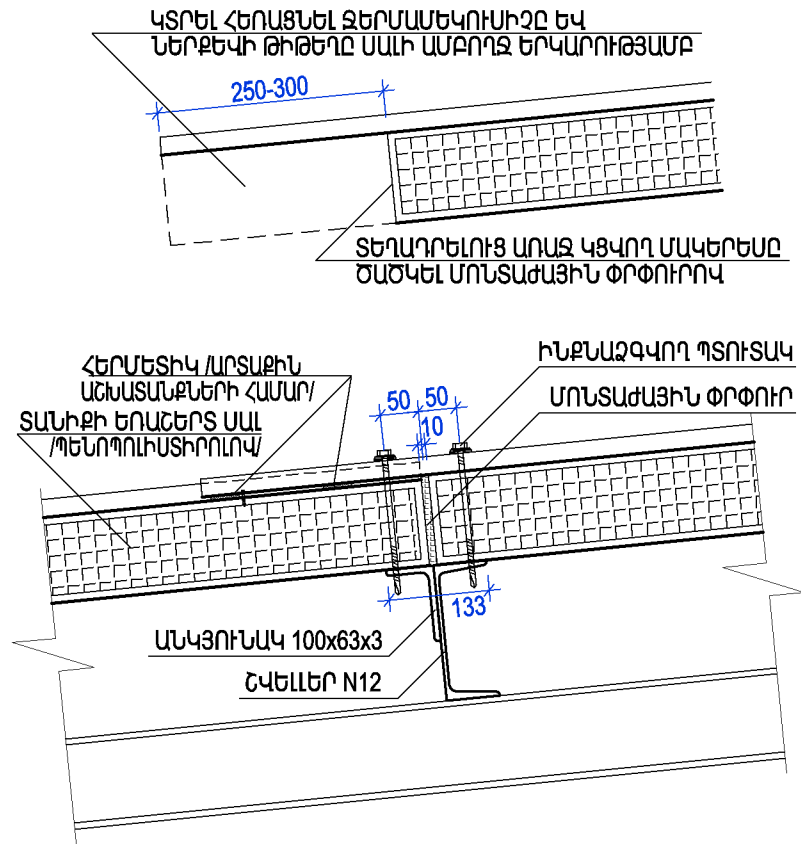 ԿՏՐԵԼ ՀԵՌԱՑՆԵԼ ՋԵՐՄԱՄԵԿՈՒՍԻՉԸ ԵՎ
ՆԵՐՔԵՎԻ ԹԻԹԵՂԸ ՍԱԼԻ ԱՄԲՈՂՋ ԵՐԿԱՐՈՒԹՅԱՄԲ
250-300
ՏԵՂԱԴՐԵԼՈՒՑ ԱՌԱՋ ԿՑՎՈՂ ՄԱԿԵՐԵՍԸ
ԾԱԾԿԵԼ ՄՈՆՏԱԺԱՅԻՆ ՓՐՓՈՒՐՈՎ
ԻՆՔՆԱՁԳՎՈՂ ՊՏՈՒՏԱԿ
ՀԵՐՄԵՏԻԿ /ԱՐՏԱՔԻՆ
ԱՇԽԱՏԱՆՔՆԵՐԻ ՀԱՄԱՐ/
50 50
10
ՄՈՆՏԱԺԱՅԻՆ ՓՐՓՈՒՐ
ՏԱՆԻՔԻ ԵՌԱՇԵՐՏ ՍԱԼ
/ՊԵՆՈՊՈԼԻՍՏԻՐՈԼՈՎ/
133
ԱՆԿՅՈՒՆԱԿ 100x63x3
ՇՎԵԼԼԵՐ N12